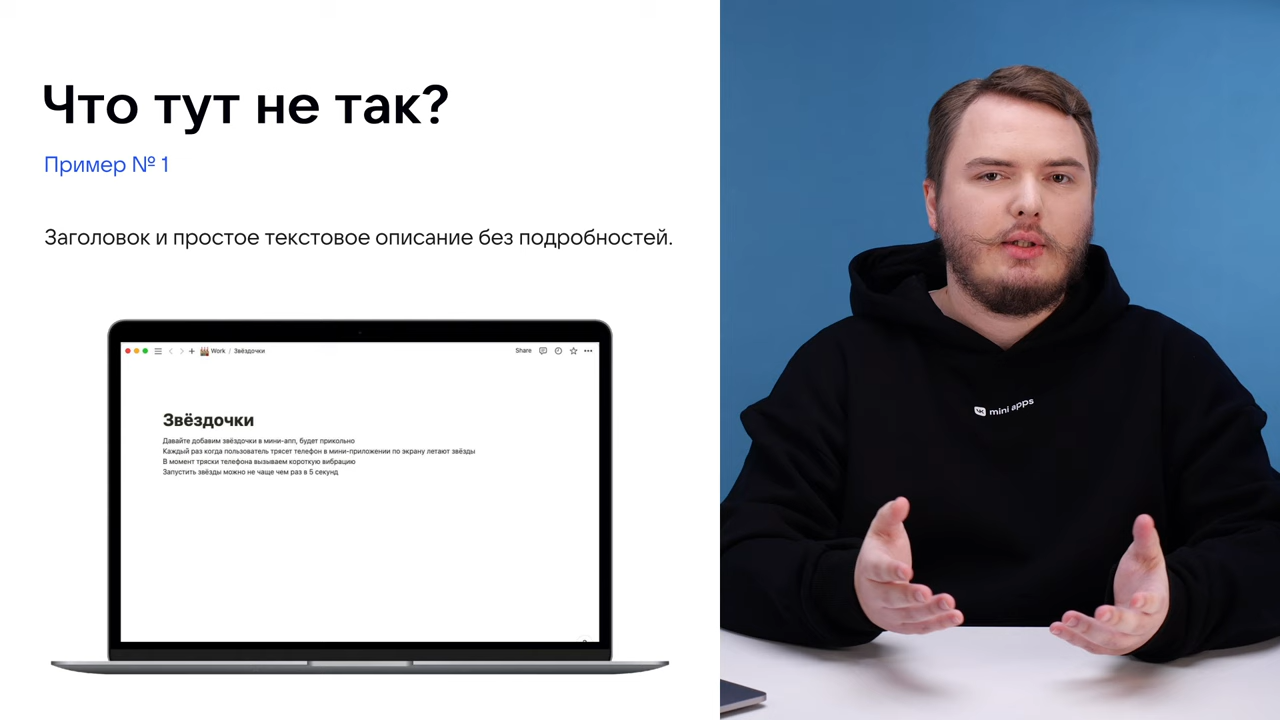 Что тут не так?
Пример № 1
Заголовок и простое текстовое описание без подробностей.
Work / Звёздочки
Share
Звёздочки
Давайте добавим звёздочки в мини-апп, будет прикольно
Каждый раз когда пользователь трясет телефон в мини-приложении по экрану летают звёзды
В момент тряски телефона вызываем короткую вибрацию
Запустить звёзды можно не чаще чем раз в 5 секунд
mini apps